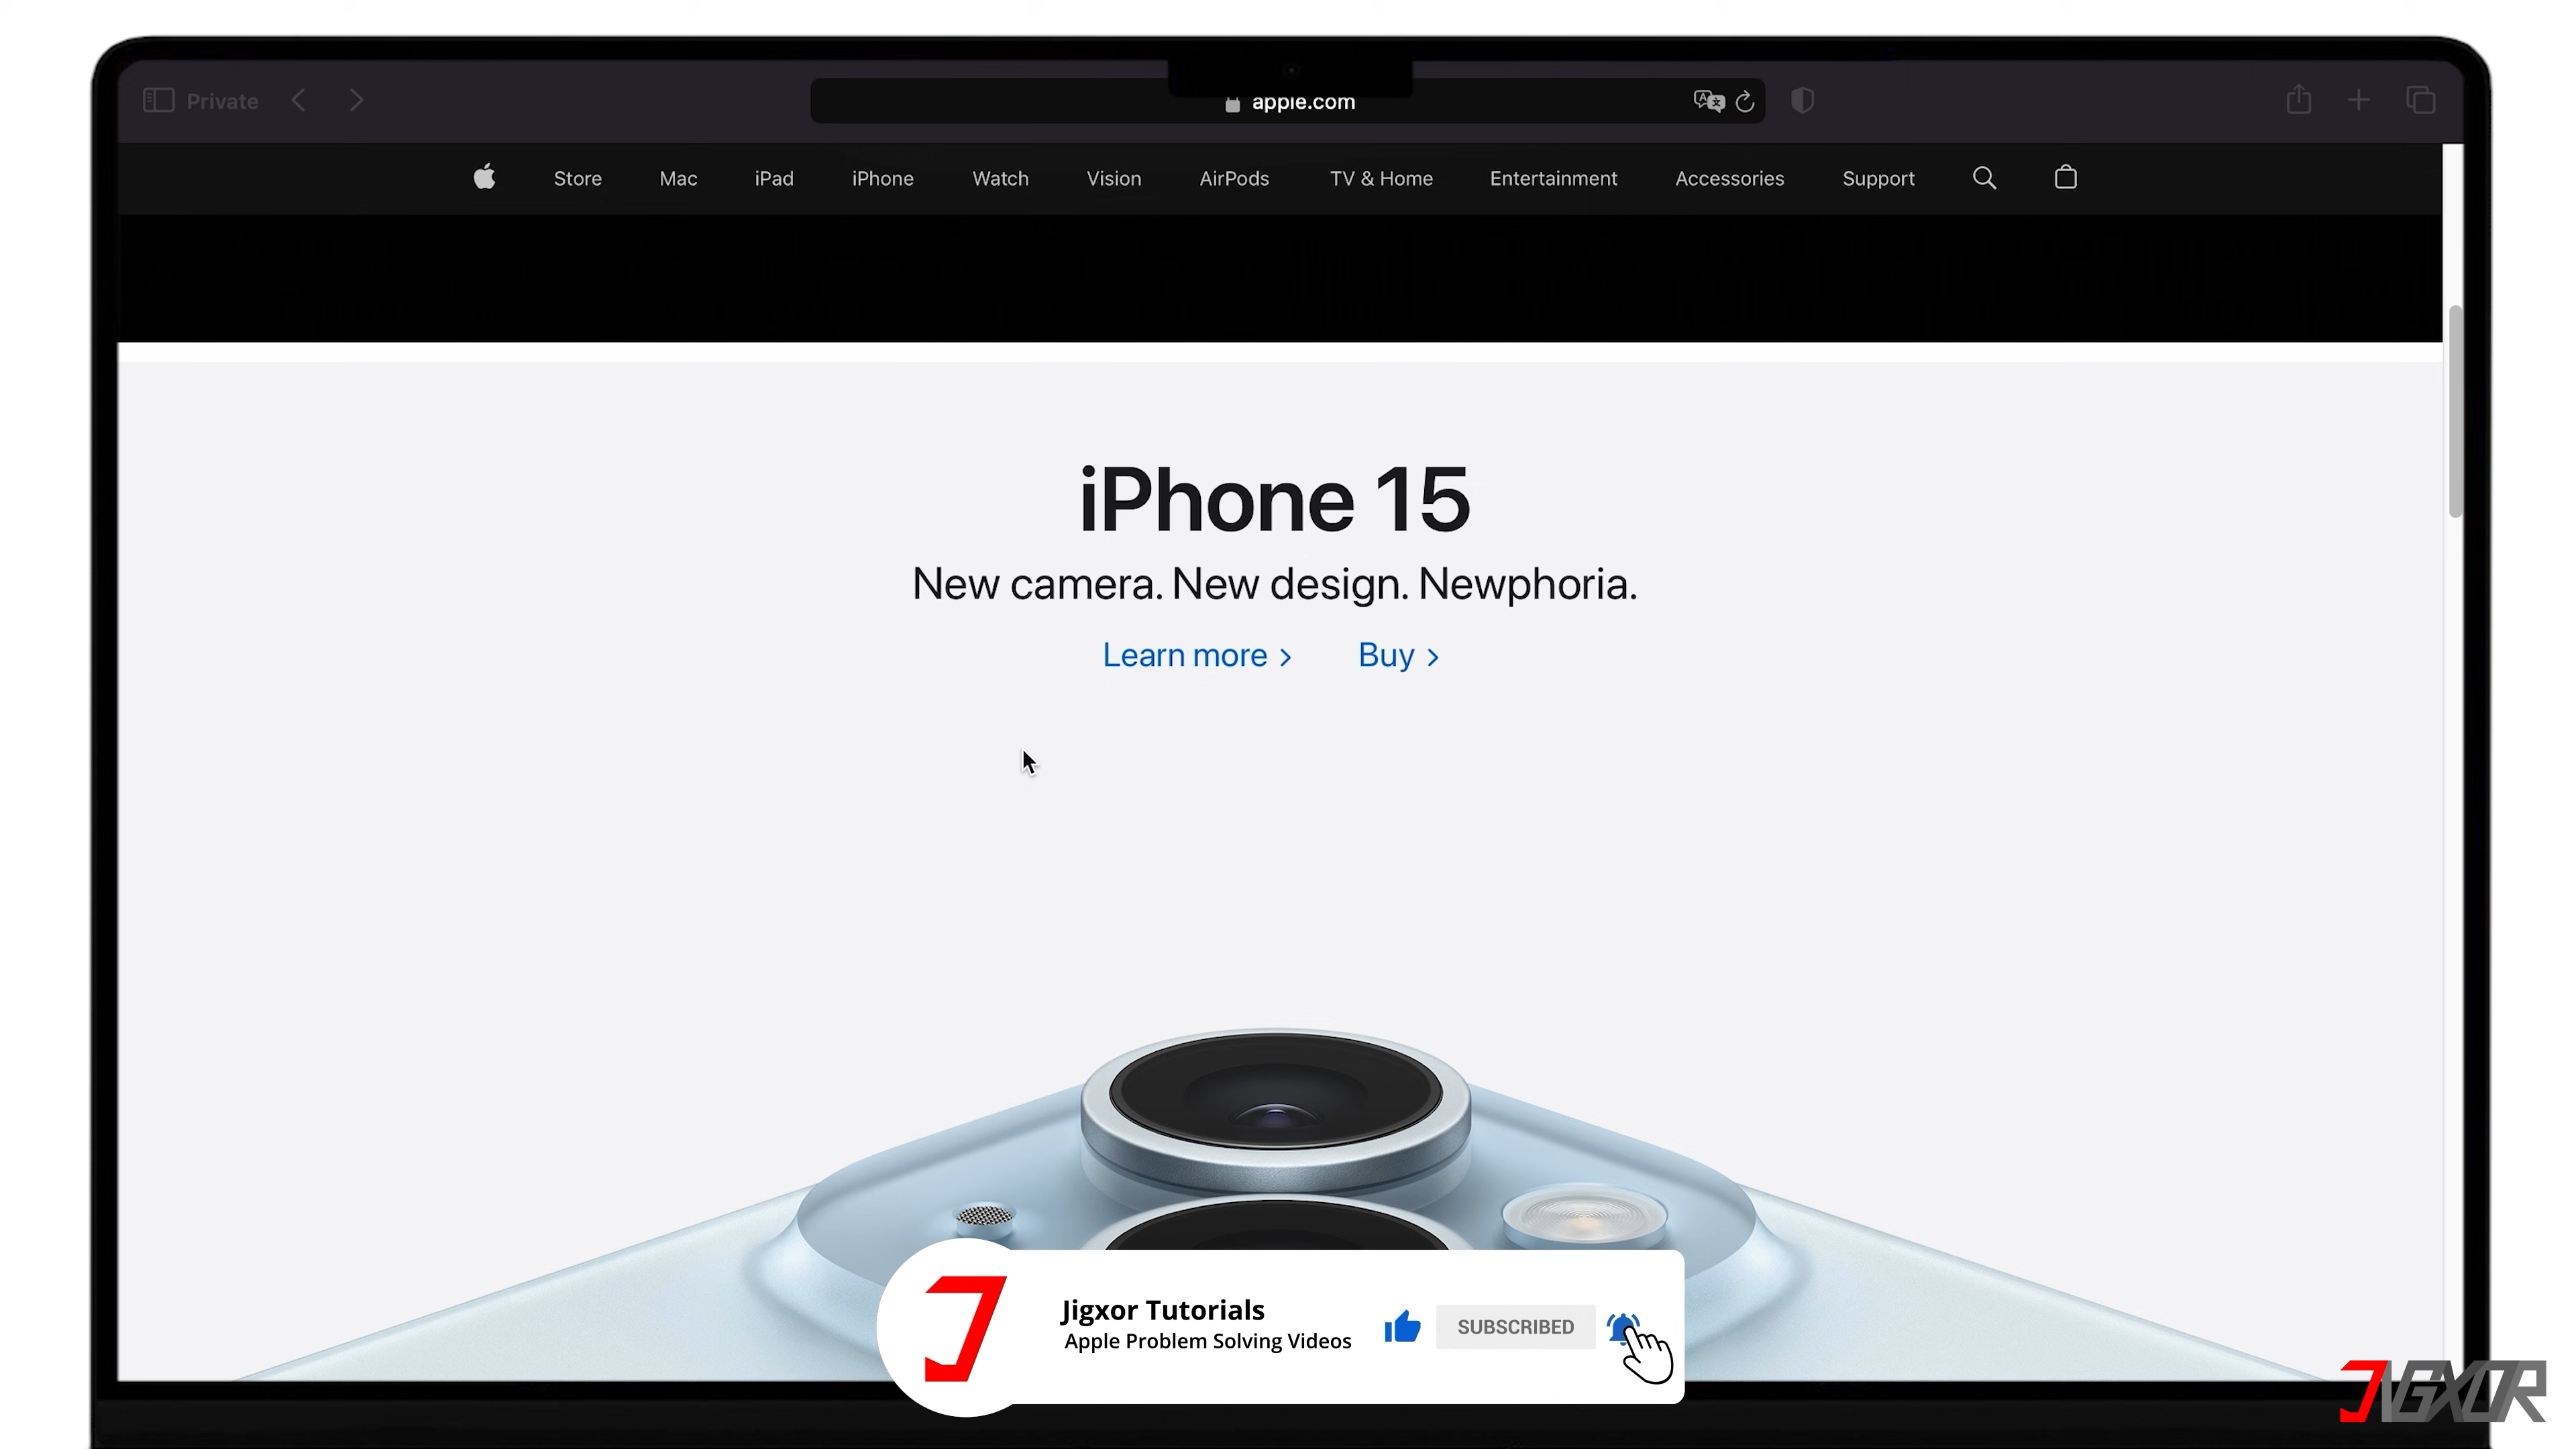 Private
apple.com
Store Mac iPad iPhone Watch Vision AirPods TV & Home Entertainment Accessories Support
iPhone 15
New camera. New design. Newphoria.
Learn more > Buy >
Jigxor Tutorials
Apple Problem Solving Videos
SUBSCRIBED
JIGXOR